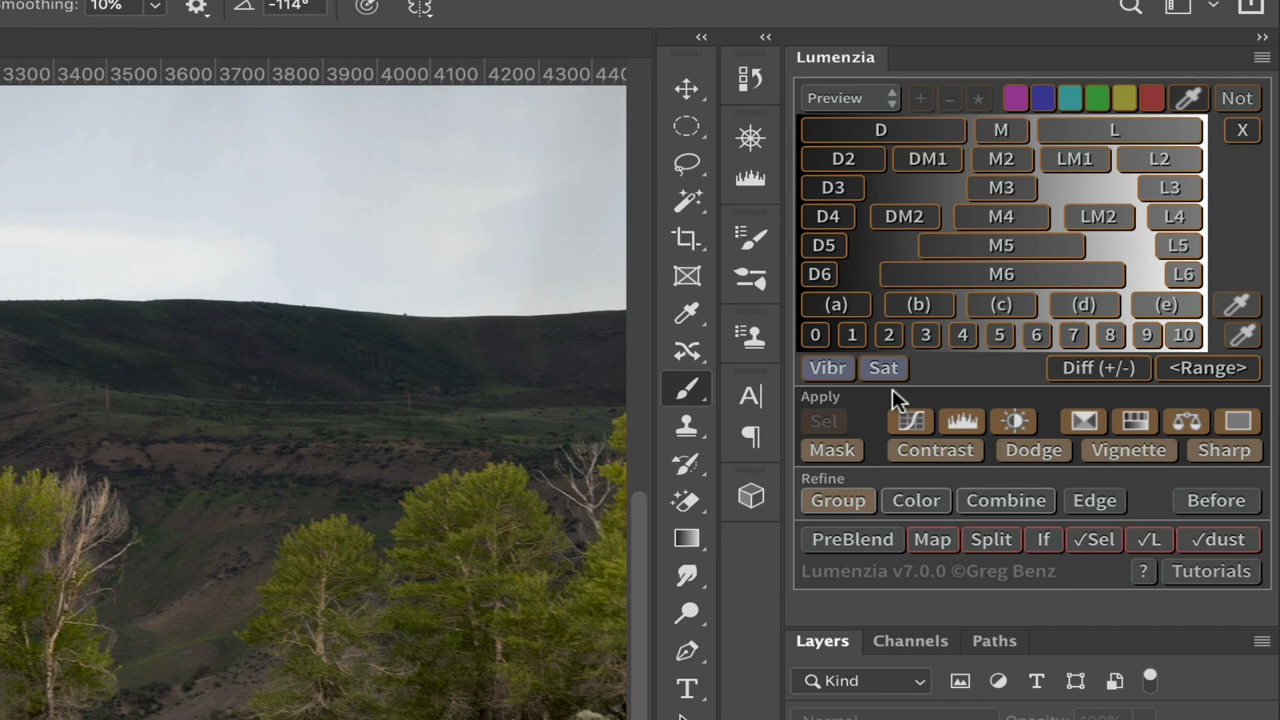 moothing: 10% -114°
3300 3400 3500 3600 3700 3800 3900 4000 4100 4200 4300 440
Lumenzia
Preview + - * Not
D M L X
D2 DM1 M2 LM1 L2
D3 M3 L3
D4 DM2 M4 LM2 L4
D5 M5 L5
D6 M6 L6
(a) (b) (c) (d) (e)
0 1 2 3 4 5 6 7 8 9 10
Vibr Sat Diff (+/-) <Range>
Apply
Sel
Mask Contrast Dodge Vignette Sharp
Refine
Group Color Combine Edge Before
PreBlend Map Split If ✓Sel ✓L ✓dust
Lumenzia v7.0.0 ©Greg Benz ? Tutorials
Layers Channels Paths
Kind